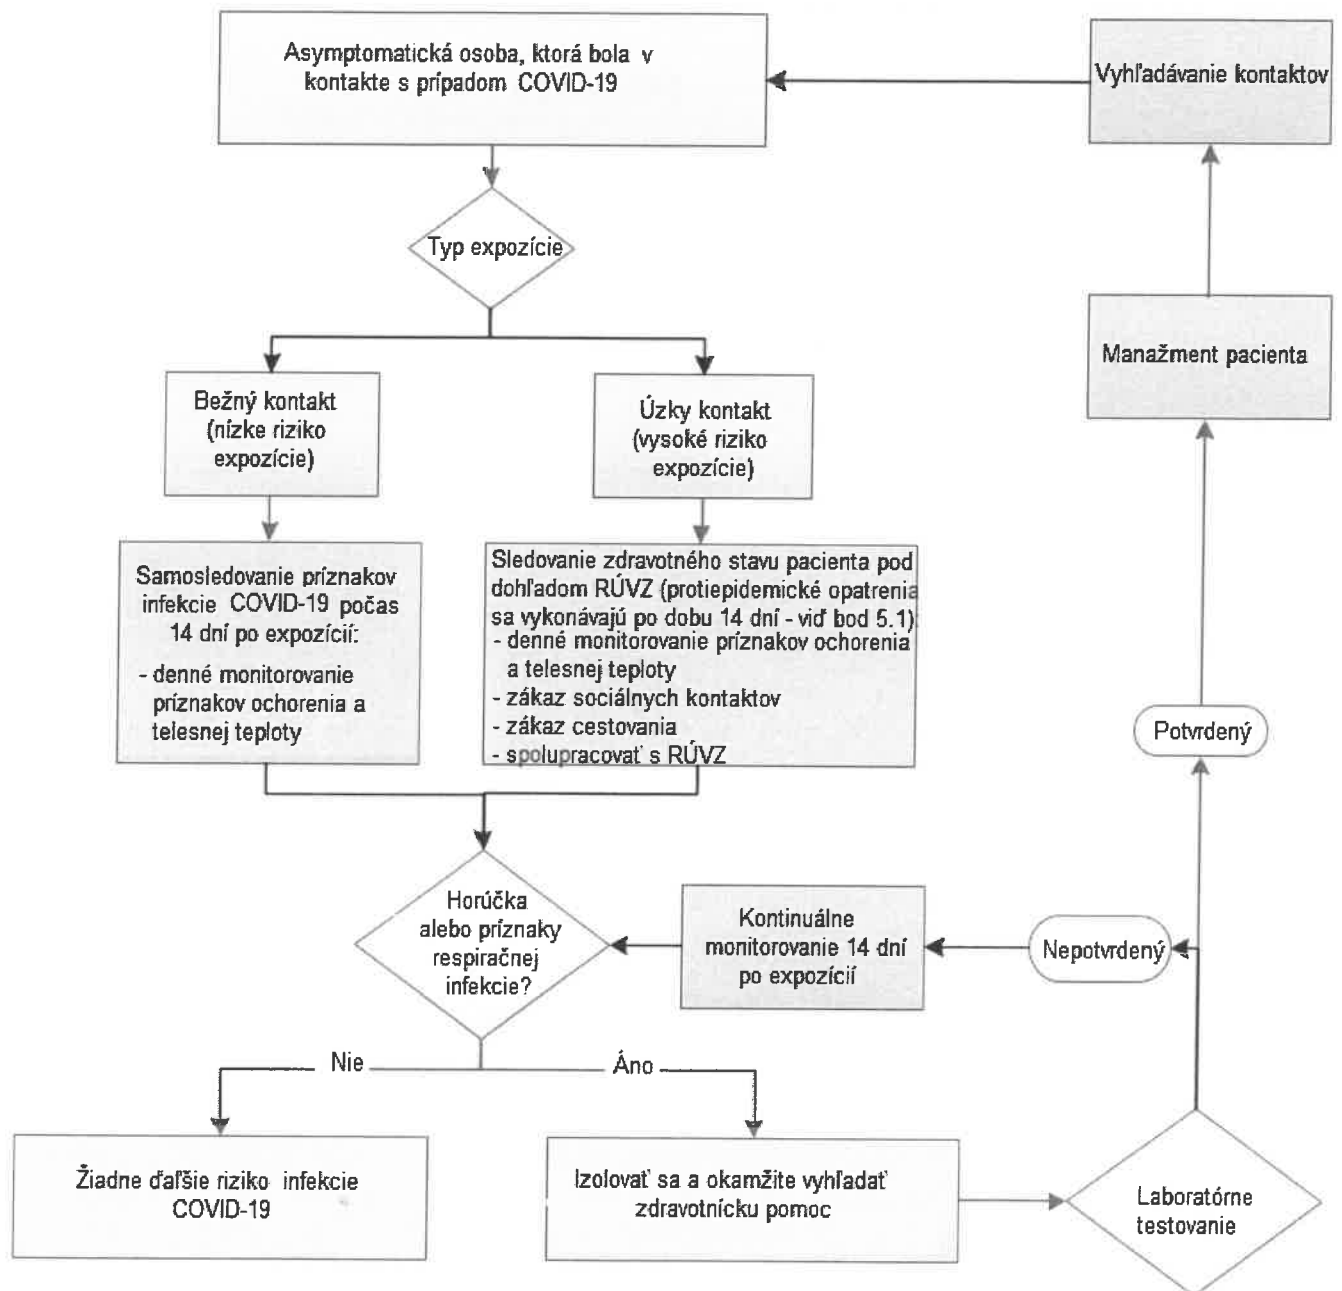 Asymptomatická osoba, ktorá bola v
kontakte s prípadom COVID-19
Vyhľadávanie kontaktov
Typ expozície
Manažment pacienta
Bežný kontakt
(nízke riziko
expozície)
Úzky kontakt
(vysoké riziko
expozície)
Samosledovanie príznakov
infekcie COVID-19 počas
14 dní po expozícií:
- denné monitorovanie
príznakov ochorenia a
telesnej teploty
Sledovanie zdravotného stavu pacienta pod
dohľadom RÚVZ (protiepidemické opatrenia
sa vykonávajú po dobu 14 dní - viď bod 5.1)
- denné monitorovanie príznakov ochorenia
a telesnej teploty
- zákaz sociálnych kontaktov
- zákaz cestovania
- spolupracovať s RÚVZ
Potvrdený
Horúčka
alebo príznaky
respiračnej
infekcie?
Kontinuálne
monitorovanie 14 dní
po expozícií
Nepotvrdený
Nie
Áno
Žiadne ďaľšie riziko infekcie
COVID-19
Izolovať sa a okamžite vyhľadať
zdravotnícku pomoc
Laboratórne
testovanie